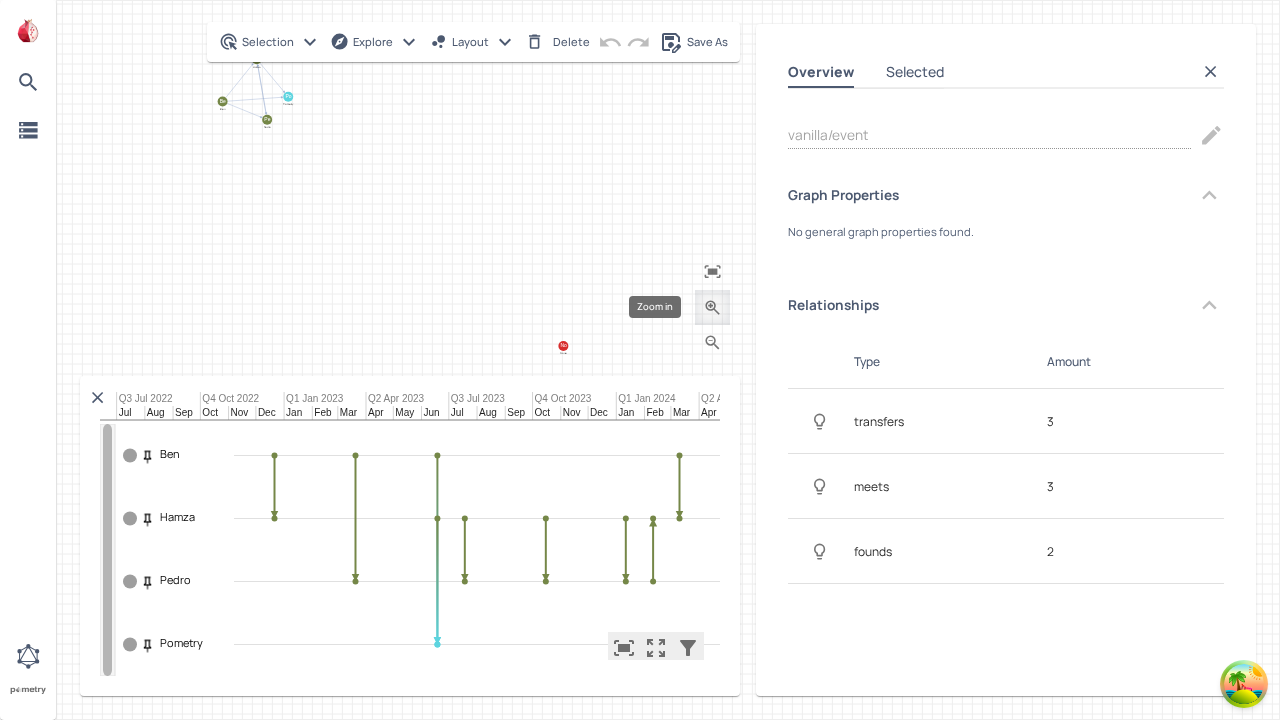 Selection
Explore
Layout
Delete
Save As
Zoom in
Q3 Jul 2022 Q4 Oct 2022 Q1 Jan 2023 Q2 Apr 2023 Q3 Jul 2023 Q4 Oct 2023 Q1 Jan 2024 Q2 A
Jul Aug Sep Oct Nov Dec Jan Feb Mar Apr May Jun Jul Aug Sep Oct Nov Dec Jan Feb Mar Apr
Ben
Hamza
Pedro
Pometry
Overview
Selected
vanilla/event
Graph Properties
No general graph properties found.
Relationships
Type Amount
transfers 3
meets 3
founds 2
pometry